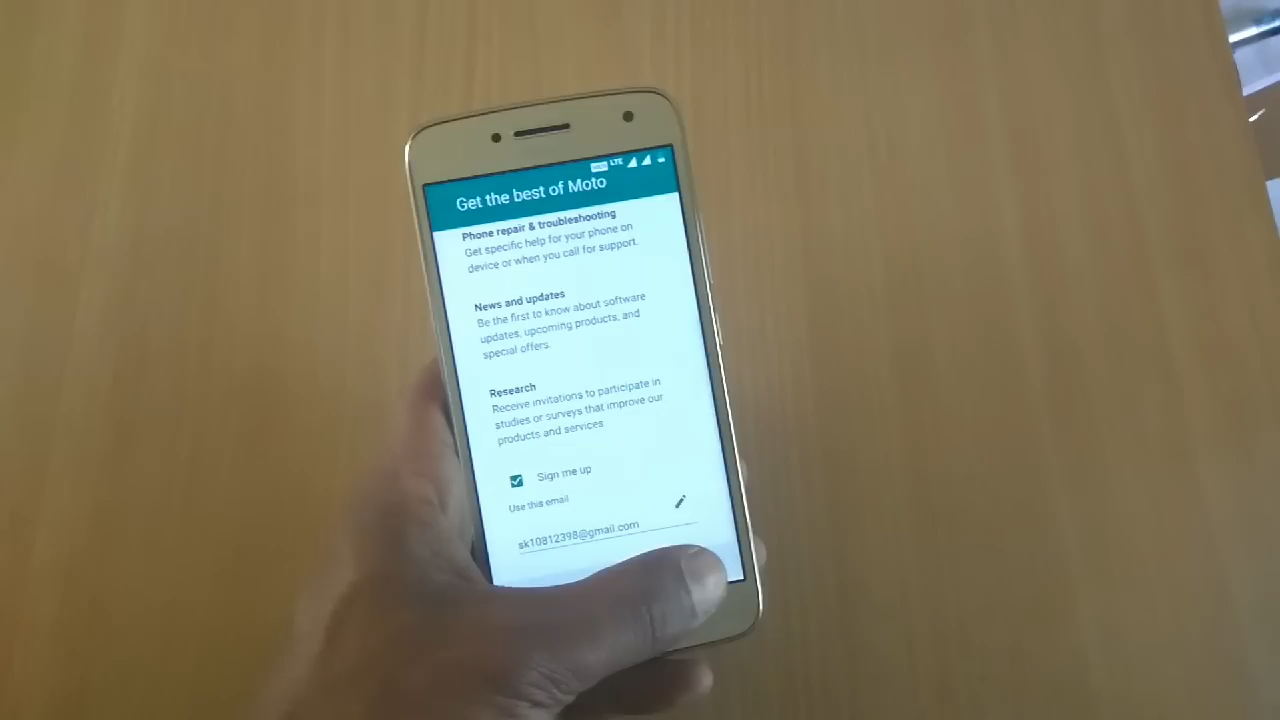 LTE
Get the best of Moto
Phone repair & troubleshooting
Get specific help for your phone on
device or when you call for support.
News and updates
Be the first to know about software
updates, upcoming products, and
special offers.
Research
Receive invitations to participate in
studies or surveys that improve our
products and services
Sign me up
Use this email
sk10812398@gmail.com